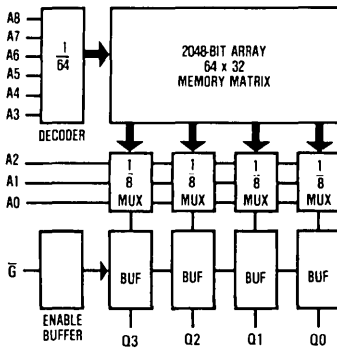 A8
A7
A6
A5
A4
A3
1
64
DECODER
2048-BIT ARRAY
64 x 32
MEMORY MATRIX
A2
A1
A0
1
8
MUX
1
8
MUX
1
8
MUX
1
8
MUX
G
BUF
BUF
BUF
BUF
ENABLE
BUFFER
Q3
Q2
Q1
Q0